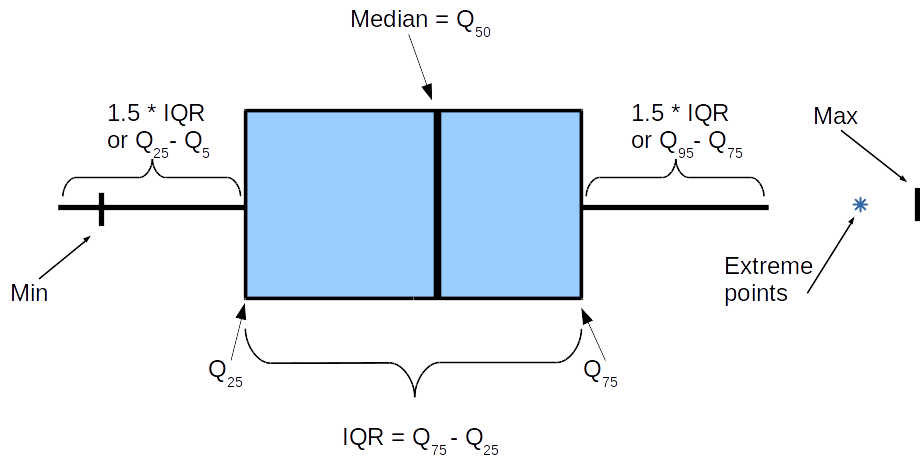 Median = Q50
1.5 * IQR
or Q25 - Q5
1.5 * IQR
or Q95 - Q75
Max
Min
Extreme
points
Q25
Q75
IQR = Q75 - Q25